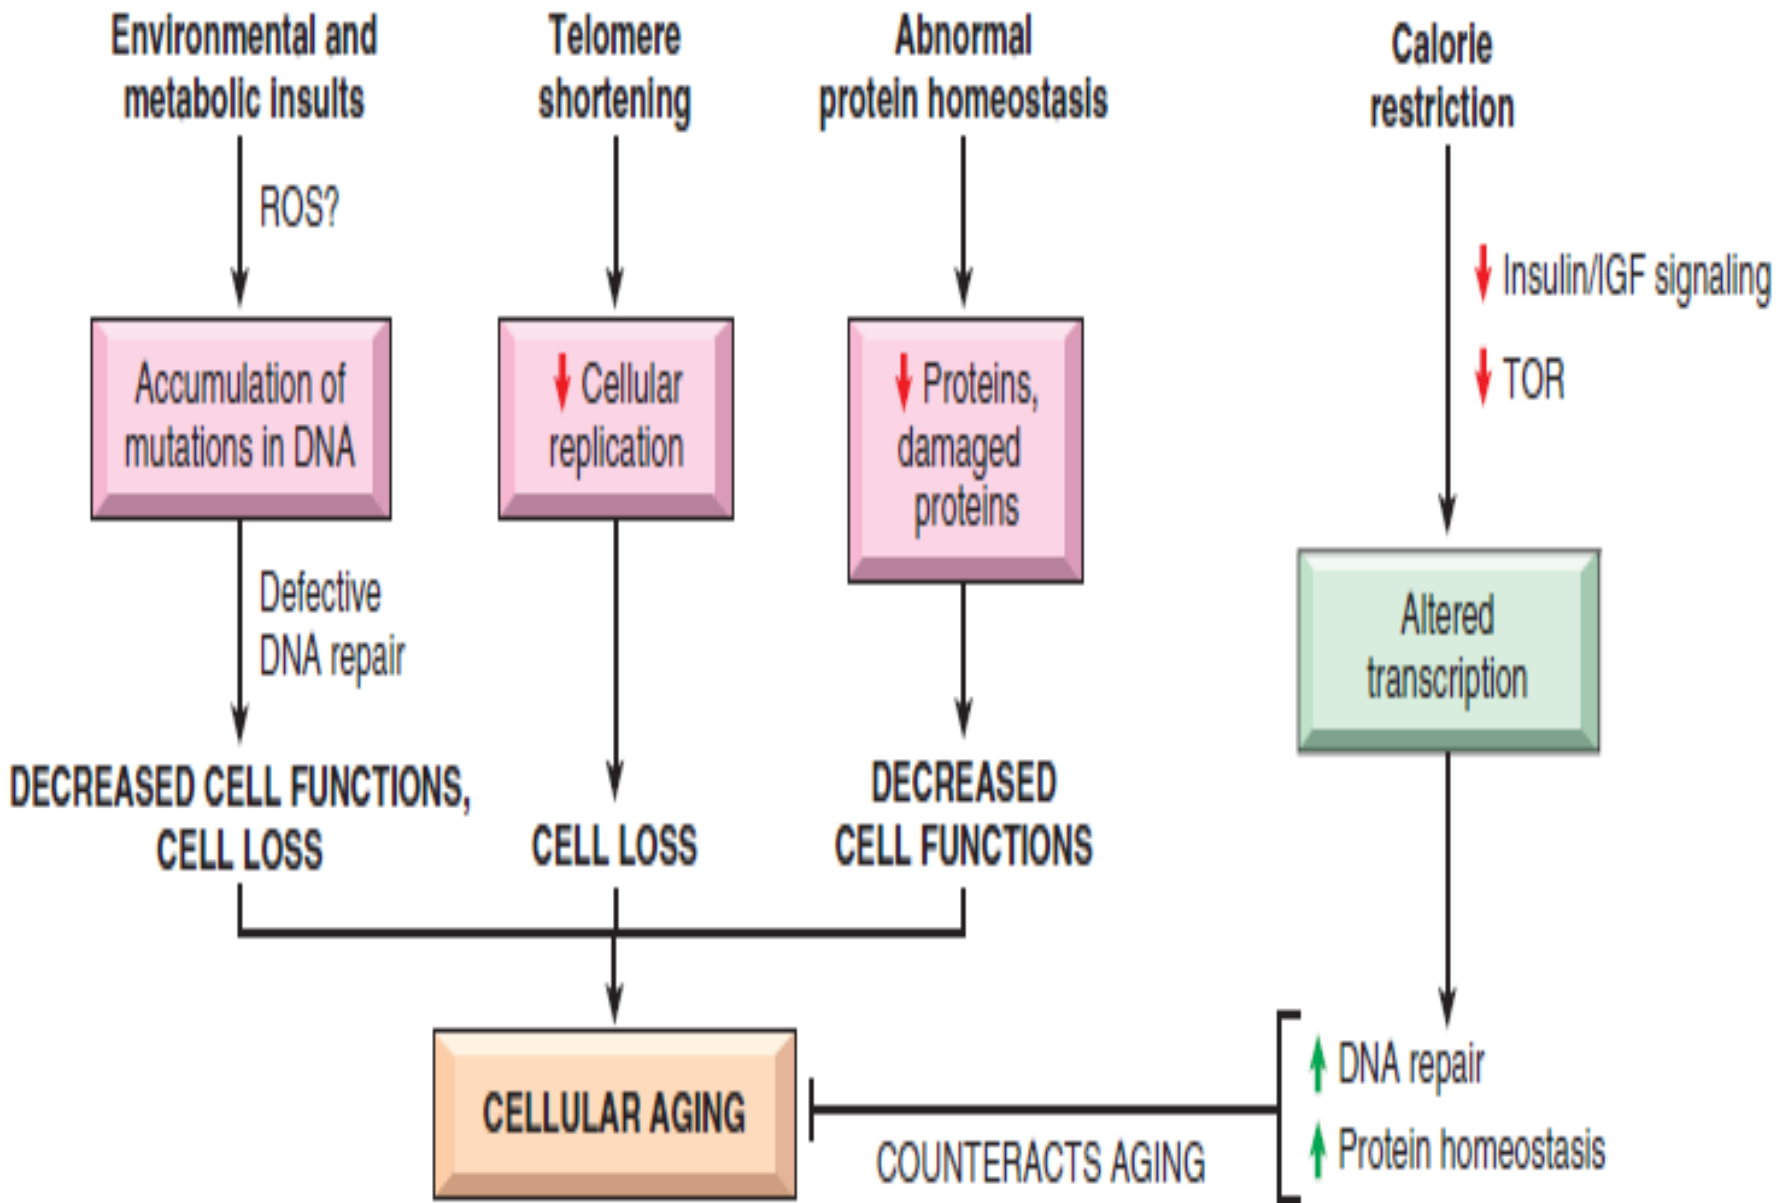 Environmental and
metabolic insults
Telomere
shortening
Abnormal
protein homeostasis
Calorie
restriction
ROS?
Insulin/IGF signaling
TOR
Accumulation of
mutations in DNA
Cellular
replication
Proteins,
damaged
proteins
Defective
DNA repair
Altered
transcription
DECREASED CELL FUNCTIONS,
CELL LOSS
CELL LOSS
DECREASED
CELL FUNCTIONS
CELLULAR AGING
COUNTERACTS AGING
DNA repair
Protein homeostasis